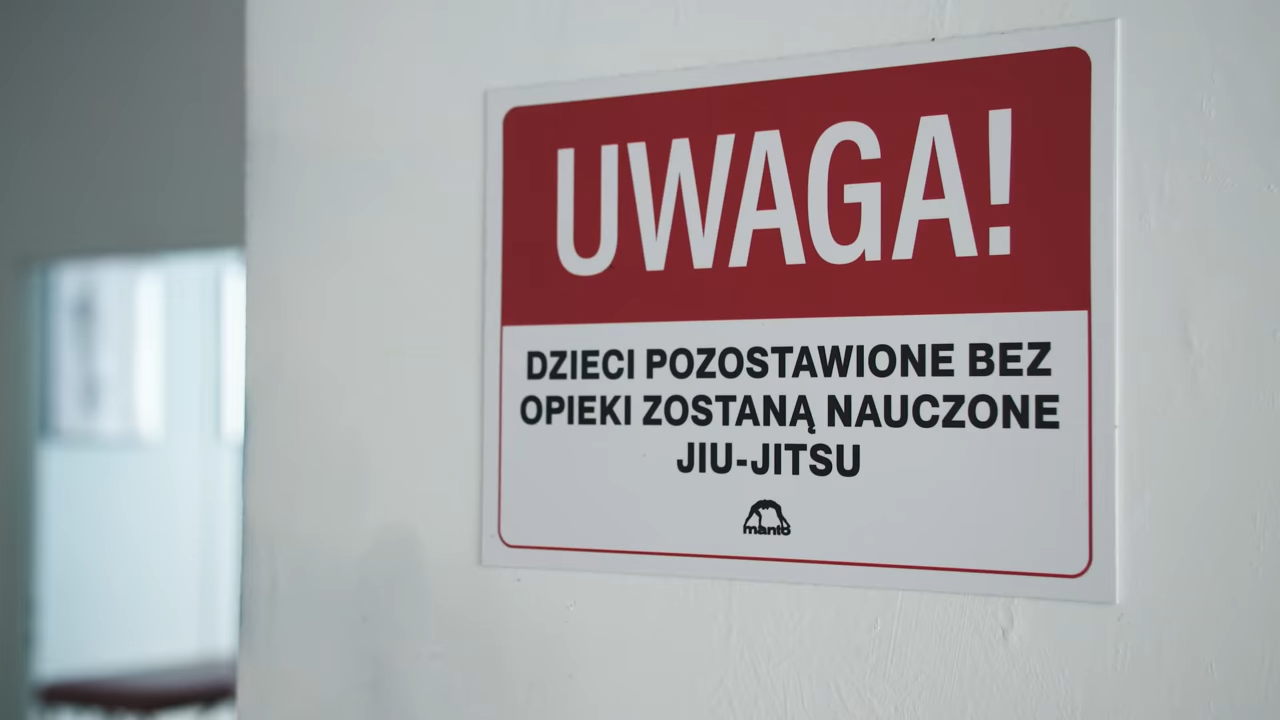 UWAGA!
DZIECI POZOSTAWIONE BEZ
OPIEKI ZOSTANĄ NAUCZONE
JIU-JITSU
manto